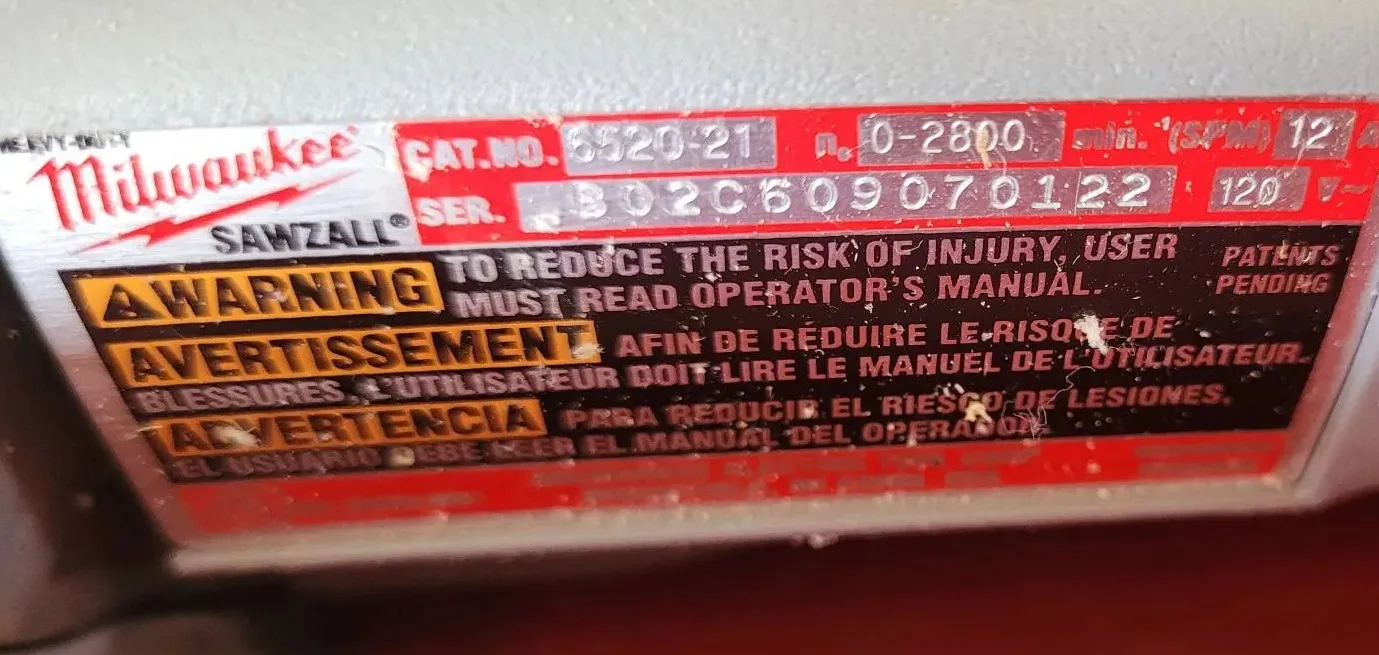 HEAVY-DUTY
Milwaukee®
SAWZALL®
CAT.NO. 6520-21 n。 0-2800 min.⁻¹(SPM) 12 A
SER. B02C609070122 120 V~
WARNING TO REDUCE THE RISK OF INJURY, USER
MUST READ OPERATOR'S MANUAL.
PATENTS
PENDING
AVERTISSEMENT AFIN DE RÉDUIRE LE RISQUE DE
BLESSURES, L'UTILISATEUR DOIT LIRE LE MANUEL DE L'UTILISATEUR.
ADVERTENCIA PARA REDUCIR EL RIESGO DE LESIONES,
EL USUARIO DEBE LEER EL MANUAL DEL OPERADOR.